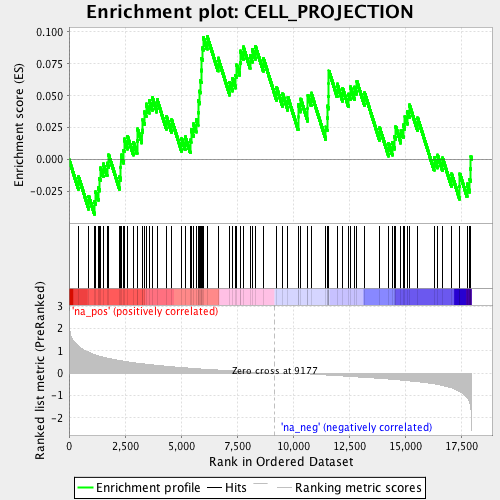 Enrichment plot: CELL_PROJECTION
Enrichment score (ES)
0.100
0.075
0.050
0.025
0.000
-0.025
'na_pos' (positively correlated)
Ranked list metric (PreRanked)
3
2
1
0
-1
-2
Zero cross at 9177
'na_neg' (negatively correlated)
0
2,500
5,000
7,500
10,000
12,500
15,000
17,500
Rank in Ordered Dataset
Enrichment profile
Hits
Ranking metric scores